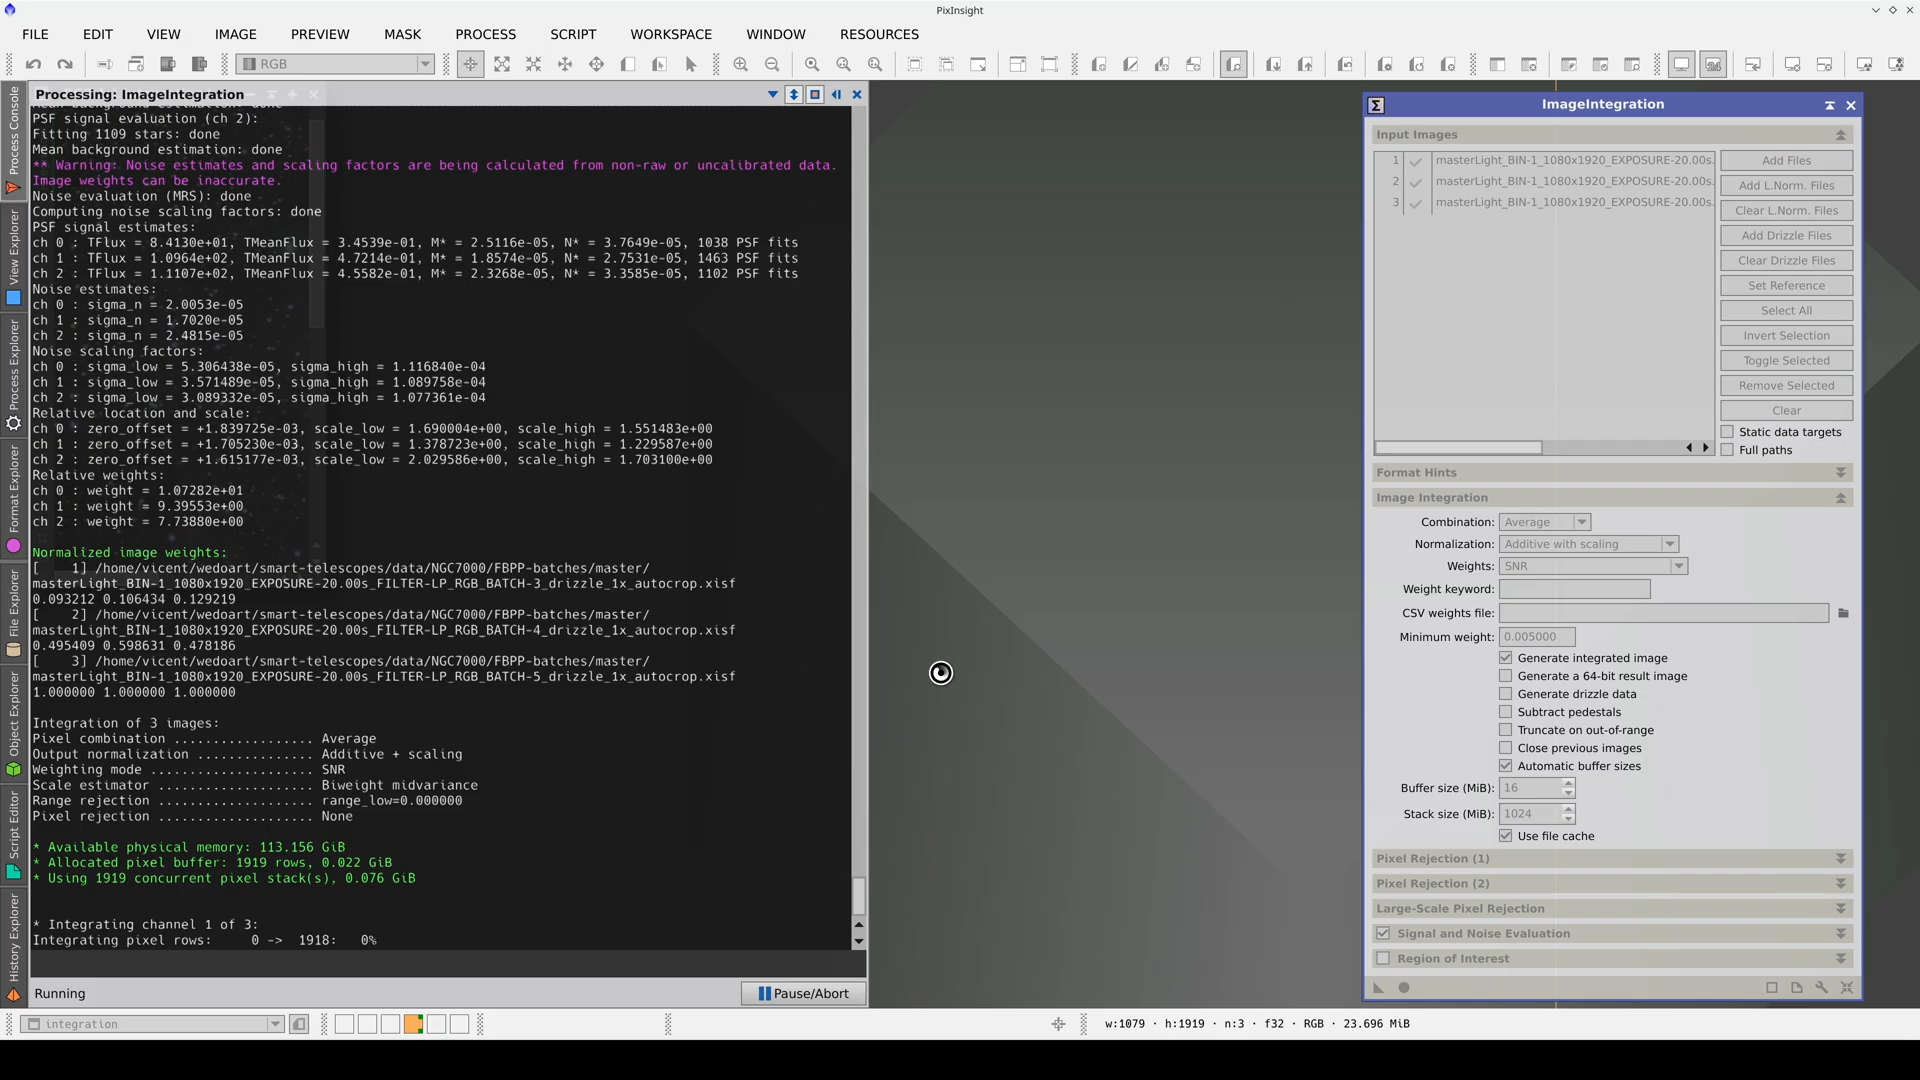 PixInsight
FILE EDIT VIEW IMAGE PREVIEW MASK PROCESS SCRIPT WORKSPACE WINDOW RESOURCES
RGB
Processing: ImageIntegration
Mean background estimation: done
PSF signal evaluation (ch 2):
Fitting 1109 stars: done
Mean background estimation: done
** Warning: Noise estimates and scaling factors are being calculated from non-raw or uncalibrated data.
Image weights can be inaccurate.
Noise evaluation (MRS): done
Computing noise scaling factors: done
PSF signal estimates:
ch 0 : TFlux = 8.4130e+01, TMeanFlux = 3.4539e-01, M* = 2.5116e-05, N* = 3.7649e-05, 1038 PSF fits
ch 1 : TFlux = 1.0964e+02, TMeanFlux = 4.7214e-01, M* = 1.8574e-05, N* = 2.7531e-05, 1463 PSF fits
ch 2 : TFlux = 1.1107e+02, TMeanFlux = 4.5582e-01, M* = 2.3268e-05, N* = 3.3585e-05, 1102 PSF fits
Noise estimates:
ch 0 : sigma_n = 2.0053e-05
ch 1 : sigma_n = 1.7020e-05
ch 2 : sigma_n = 2.4815e-05
Noise scaling factors:
ch 0 : sigma_low = 5.306438e-05, sigma_high = 1.116840e-04
ch 1 : sigma_low = 3.571489e-05, sigma_high = 1.089758e-04
ch 2 : sigma_low = 3.089332e-05, sigma_high = 1.077361e-04
Relative location and scale:
ch 0 : zero_offset = +1.839725e-03, scale_low = 1.690004e+00, scale_high = 1.551483e+00
ch 1 : zero_offset = +1.705230e-03, scale_low = 1.378723e+00, scale_high = 1.229587e+00
ch 2 : zero_offset = +1.615177e-03, scale_low = 2.029586e+00, scale_high = 1.703100e+00
Relative weights:
ch 0 : weight = 1.07282e+01
ch 1 : weight = 9.39553e+00
ch 2 : weight = 7.73880e+00
Normalized image weights:
[    1] /home/vicent/wedoart/smart-telescopes/data/NGC7000/FBPP-batches/master/
masterLight_BIN-1_1080x1920_EXPOSURE-20.00s_FILTER-LP_RGB_BATCH-3_drizzle_1x_autocrop.xisf
0.093212 0.106434 0.129219
[    2] /home/vicent/wedoart/smart-telescopes/data/NGC7000/FBPP-batches/master/
masterLight_BIN-1_1080x1920_EXPOSURE-20.00s_FILTER-LP_RGB_BATCH-4_drizzle_1x_autocrop.xisf
0.495409 0.598631 0.478186
[    3] /home/vicent/wedoart/smart-telescopes/data/NGC7000/FBPP-batches/master/
masterLight_BIN-1_1080x1920_EXPOSURE-20.00s_FILTER-LP_RGB_BATCH-5_drizzle_1x_autocrop.xisf
1.000000 1.000000 1.000000
Integration of 3 images:
Pixel combination .................. Average
Output normalization ............... Additive + scaling
Weighting mode ..................... SNR
Scale estimator .................... Biweight midvariance
Range rejection .................... range_low=0.000000
Pixel rejection .................... None
* Available physical memory: 113.156 GiB
* Allocated pixel buffer: 1919 rows, 0.022 GiB
* Using 1919 concurrent pixel stack(s), 0.076 GiB
* Integrating channel 1 of 3:
Integrating pixel rows:     0 ->  1918:   0%
Running
Pause/Abort
Process Console
View Explorer
Process Explorer
Format Explorer
File Explorer
Object Explorer
Script Editor
History Explorer
ImageIntegration
Input Images
1 masterLight_BIN-1_1080x1920_EXPOSURE-20.00s.
2 masterLight_BIN-1_1080x1920_EXPOSURE-20.00s.
3 masterLight_BIN-1_1080x1920_EXPOSURE-20.00s.
Add Files
Add L.Norm. Files
Clear L.Norm. Files
Add Drizzle Files
Clear Drizzle Files
Set Reference
Select All
Invert Selection
Toggle Selected
Remove Selected
Clear
Static data targets
Full paths
Format Hints
Image Integration
Combination: Average
Normalization: Additive with scaling
Weights: SNR
Weight keyword:
CSV weights file:
Minimum weight: 0.005000
Generate integrated image
Generate a 64-bit result image
Generate drizzle data
Subtract pedestals
Truncate on out-of-range
Close previous images
Automatic buffer sizes
Buffer size (MiB): 16
Stack size (MiB): 1024
Use file cache
Pixel Rejection (1)
Pixel Rejection (2)
Large-Scale Pixel Rejection
Signal and Noise Evaluation
Region of Interest
integration
w:1079 · h:1919 · n:3 · f32 · RGB · 23.696 MiB